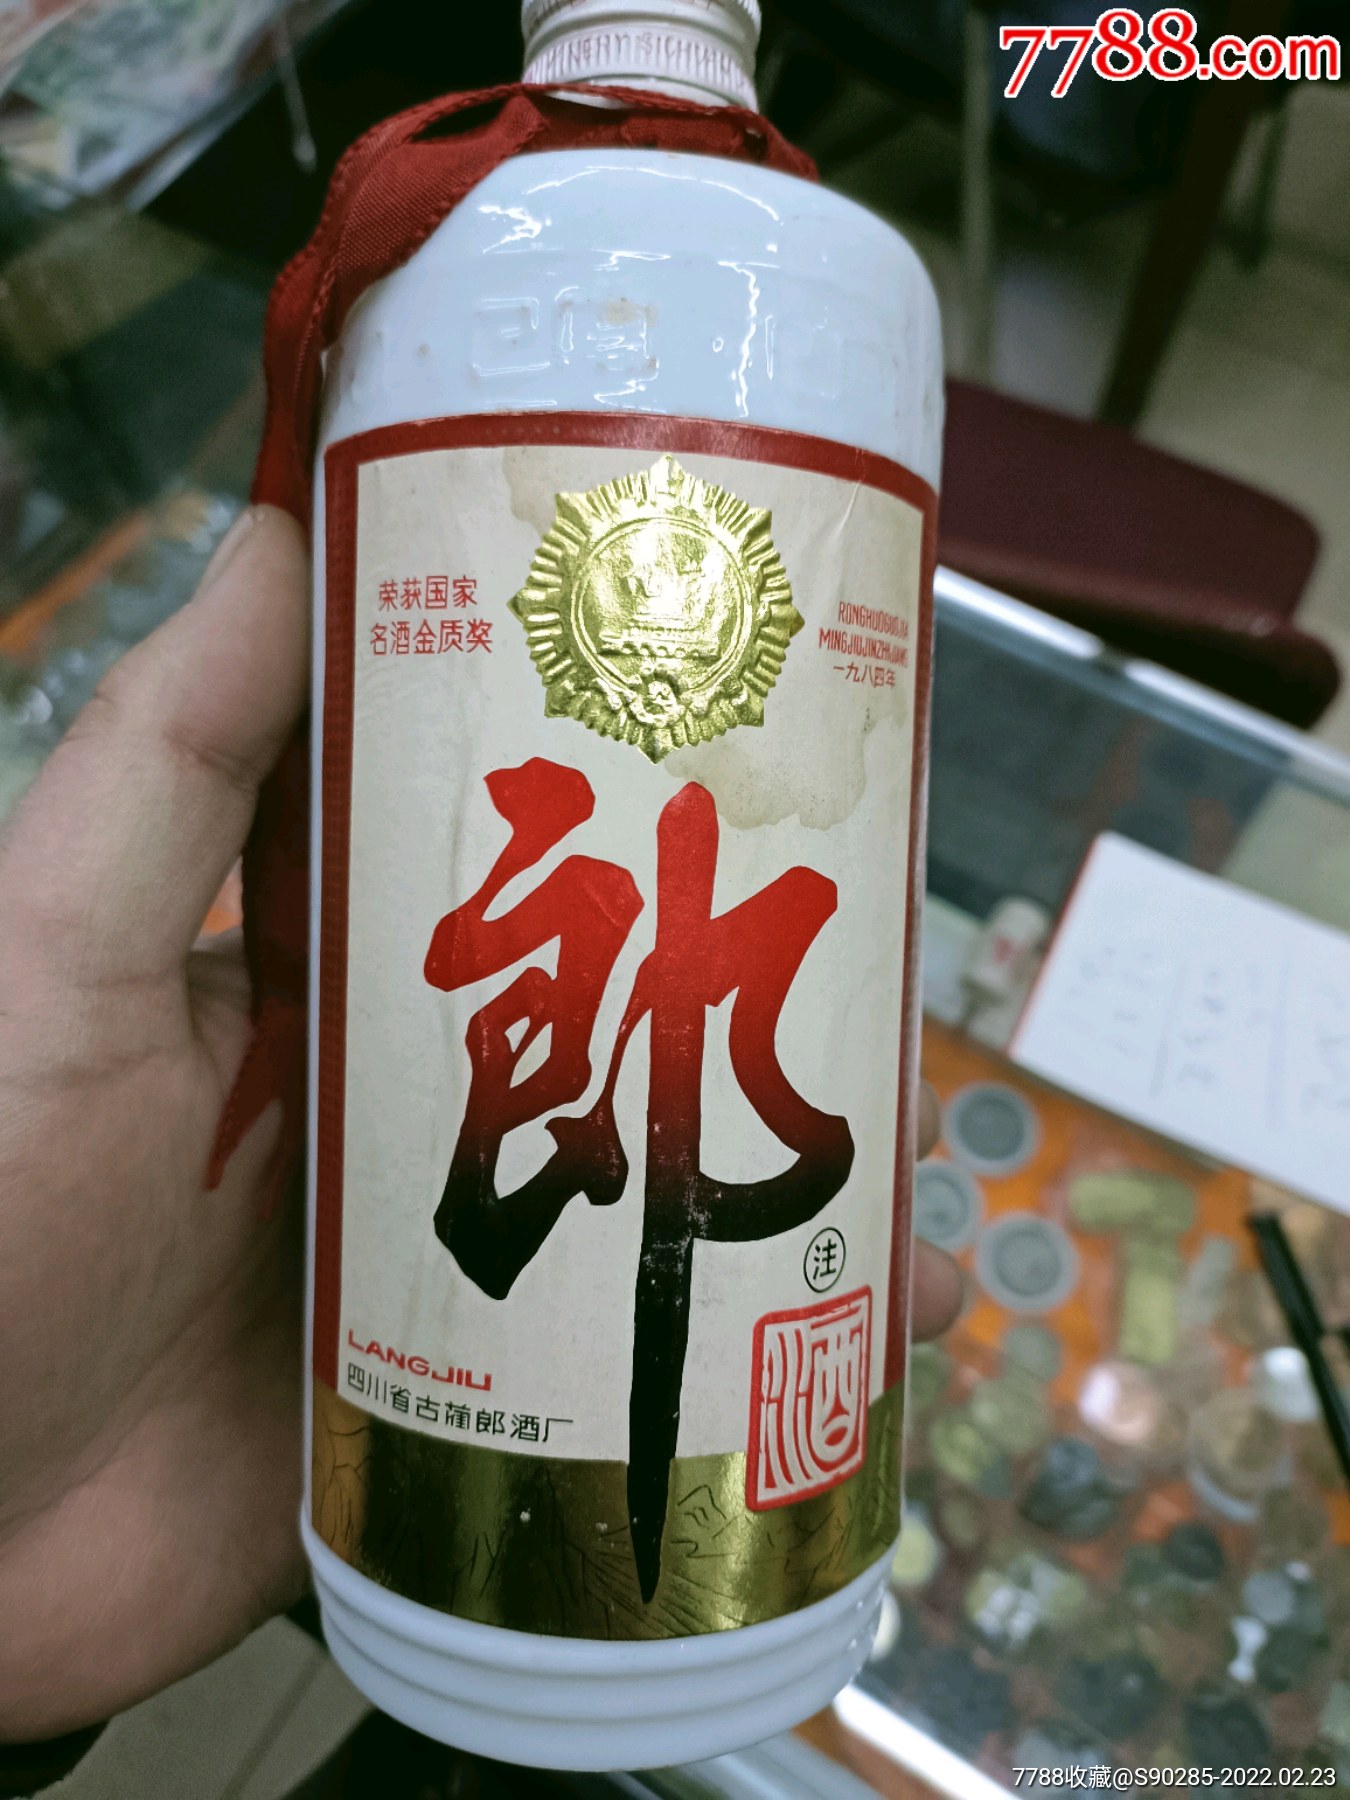 7788.com
荣获国家
名酒金质奖
RONGHUOGUOJIA
MINGJIUJINZHIJIANG
一九八四年
郎
注
酒
LANGJIU
四川省古蔺郎酒厂
7788收藏@S90285-2022.02.23